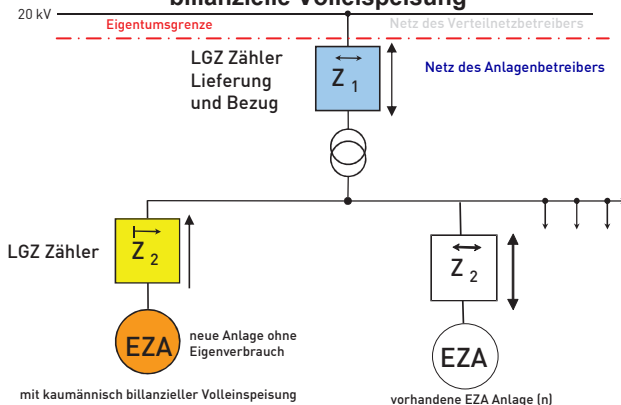 bilanzielle Volleinspeisung
20 kV
Eigentumsgrenze
Netz des Verteilnetzbetreibers
LGZ Zähler
Lieferung
und Bezug
Z 1
Netz des Anlagenbetreibers
LGZ Zähler
Z 2
Z 2
EZA
neue Anlage ohne
Eigenverbrauch
EZA
mit kaumännisch billanzieller Volleinspeisung
vorhandene EZA Anlage (n)